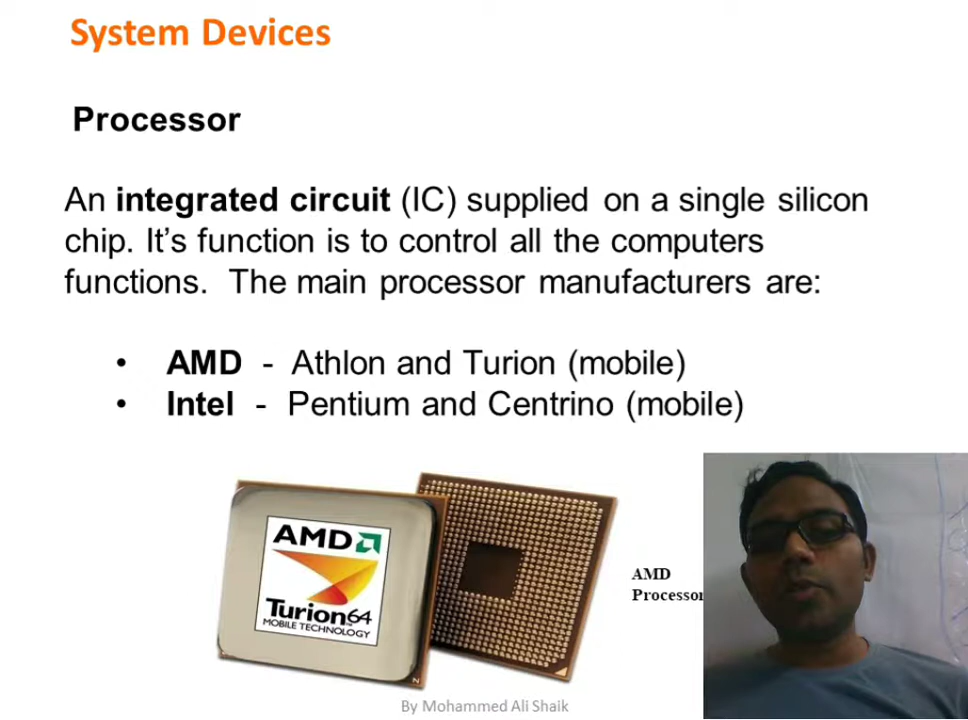 System Devices
Processor
An integrated circuit (IC) supplied on a single silicon
chip. It’s function is to control all the computers
functions. The main processor manufacturers are:
• AMD - Athlon and Turion (mobile)
• Intel - Pentium and Centrino (mobile)
AMD
Turion 64
MOBILE TECHNOLOGY
N
AMD
Processor
By Mohammed Ali Shaik